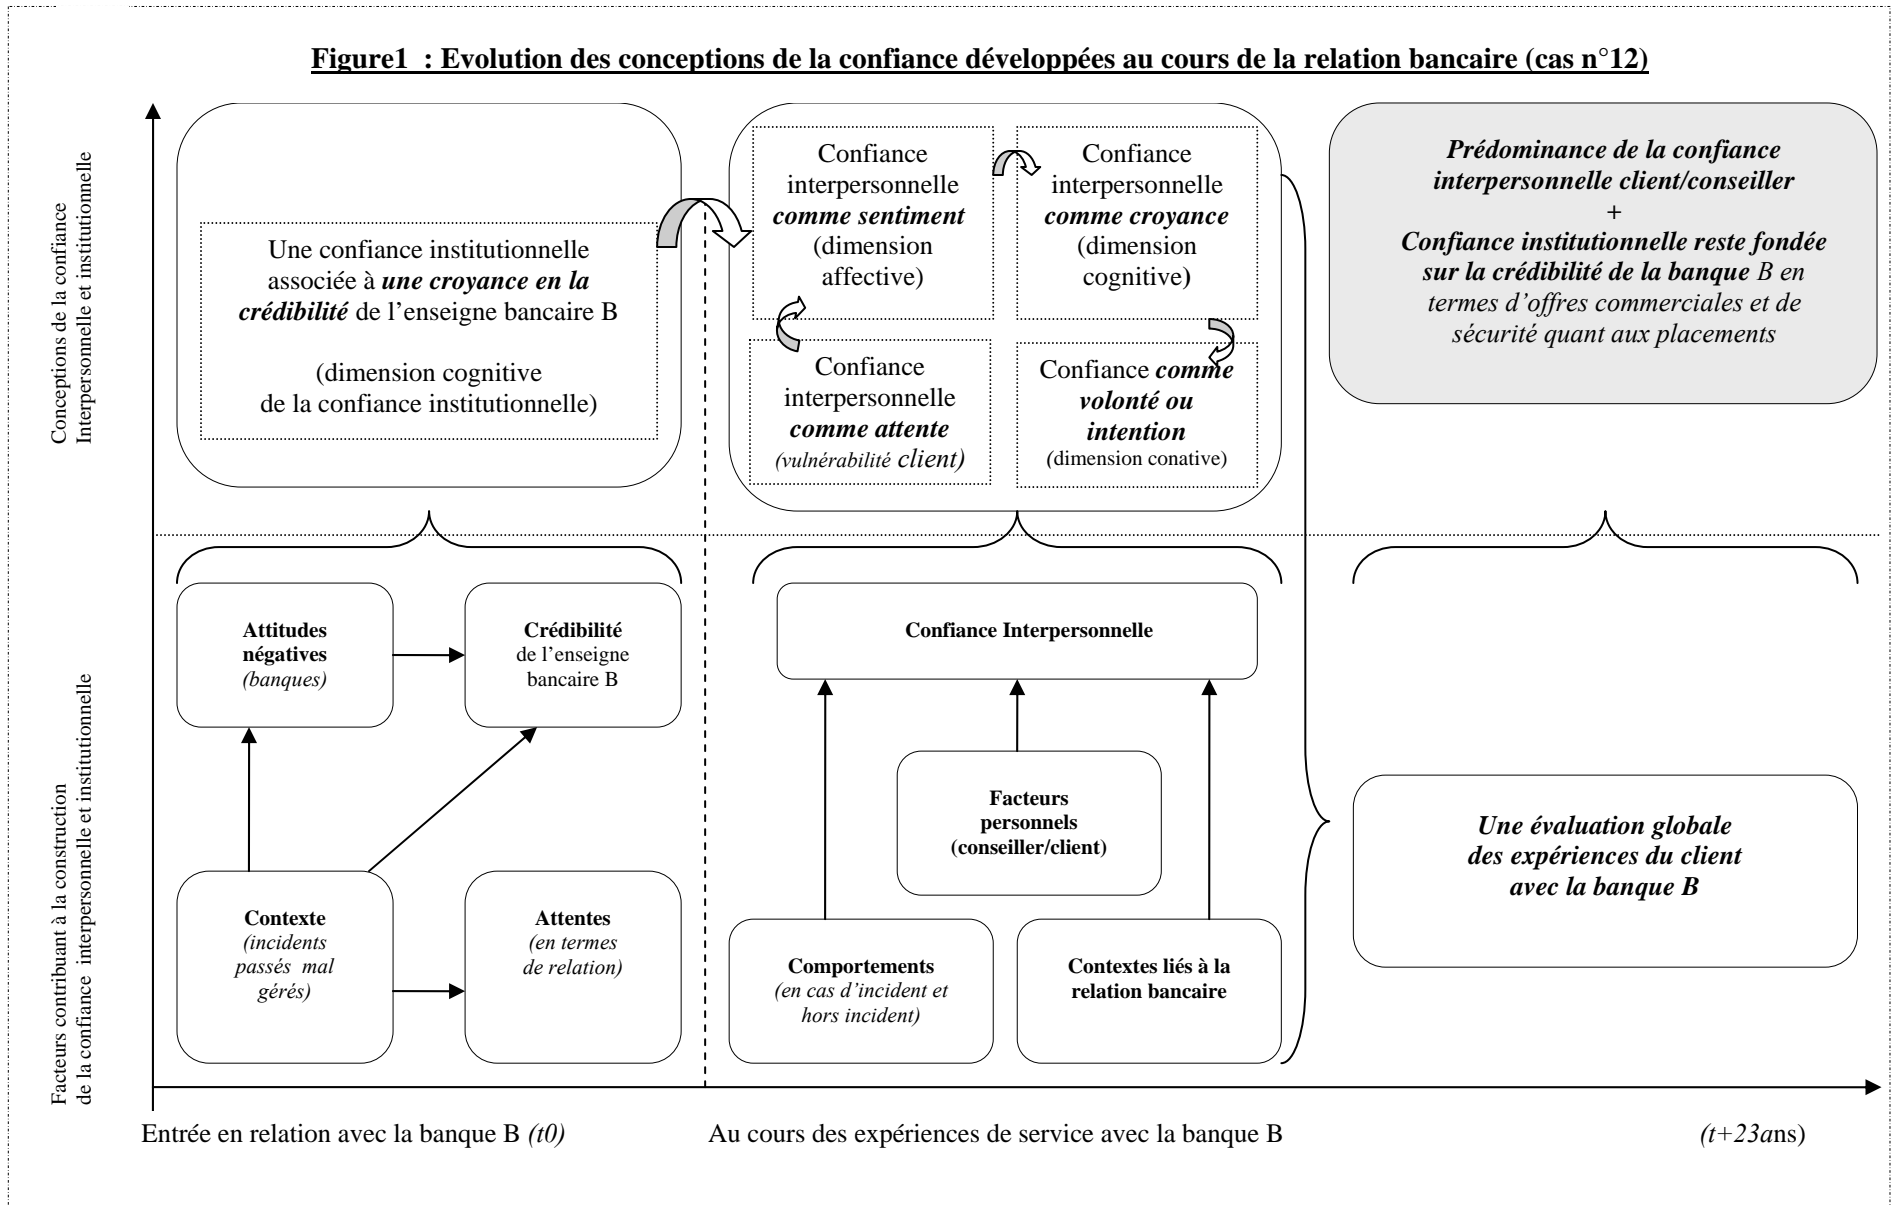 Figure1 : Evolution des conceptions de la confiance développées au cours de la relation bancaire (cas n°12)
Conceptions de la confiance
Interpersonnelle et institutionnelle
Une confiance institutionnelle
associée à une croyance en la
crédibilité de l’enseigne bancaire B
(dimension cognitive
de la confiance institutionnelle)
Confiance
interpersonnelle
comme sentiment
(dimension
affective)
Confiance
interpersonnelle
comme croyance
(dimension
cognitive)
Confiance
interpersonnelle
comme attente
(vulnérabilité client)
Confiance comme
volonté ou
intention
(dimension conative)
Prédominance de la confiance
interpersonnelle client/conseiller
+
Confiance institutionnelle reste fondée
sur la crédibilité de la banque B en
termes d’offres commerciales et de
sécurité quant aux placements
Facteurs contribuant à la construction
de la confiance interpersonnelle et institutionnelle
Attitudes
négatives
(banques)
Crédibilité
de l’enseigne
bancaire B
Contexte
(incidents
passés mal
gérés)
Attentes
(en termes
de relation)
Confiance Interpersonnelle
Facteurs
personnels
(conseiller/client)
Comportements
(en cas d’incident et
hors incident)
Contextes liés à la
relation bancaire
Une évaluation globale
des expériences du client
avec la banque B
Entrée en relation avec la banque B (t0)
Au cours des expériences de service avec la banque B
(t+23ans)